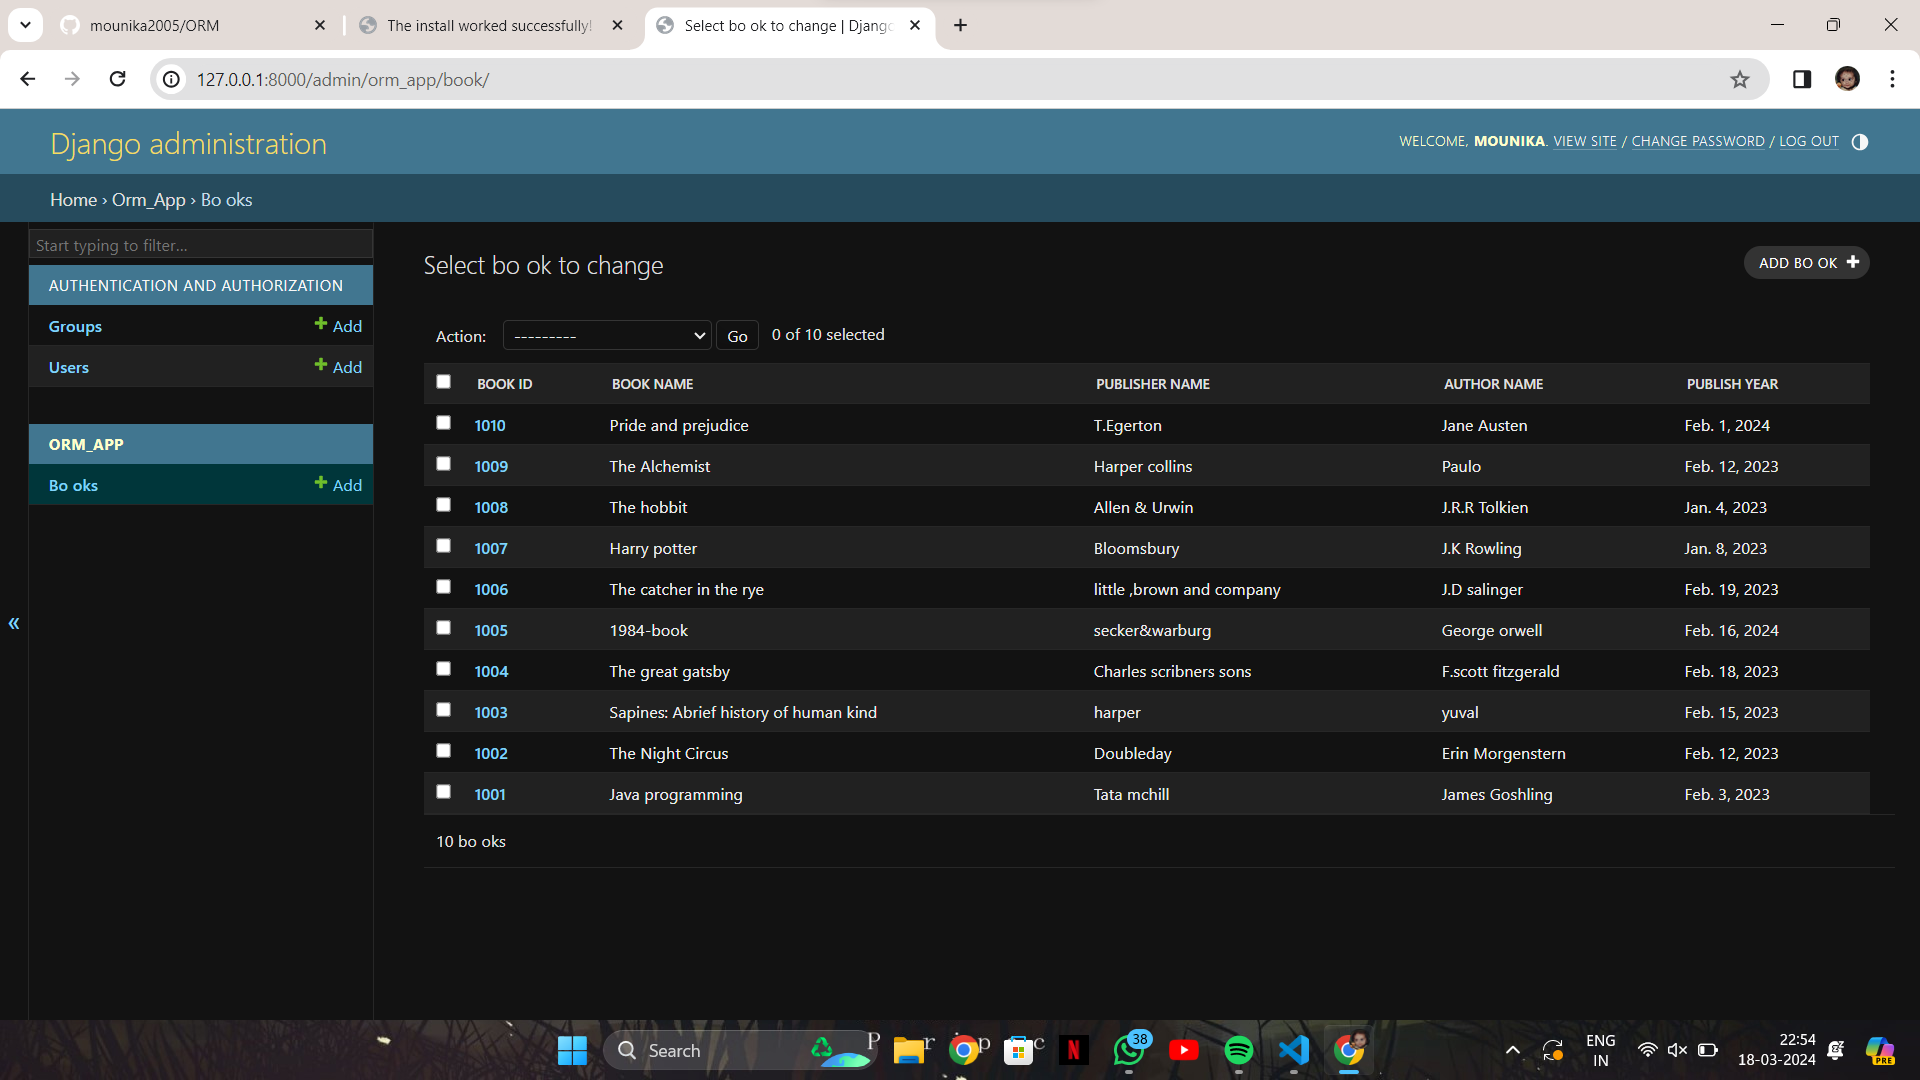 mounika2005/ORM
The install worked successfully!
Select bo ok to change | Django
127.0.0.1:8000/admin/orm_app/book/
Django administration
WELCOME, MOUNIKA. VIEW SITE / CHANGE PASSWORD / LOG OUT
Home › Orm_App › Bo oks
Start typing to filter...
AUTHENTICATION AND AUTHORIZATION
Groups + Add
Users + Add
ORM_APP
Bo oks + Add
«
Select bo ok to change
ADD BO OK +
Action: --------- Go 0 of 10 selected
BOOK ID BOOK NAME PUBLISHER NAME AUTHOR NAME PUBLISH YEAR
1010 Pride and prejudice T.Egerton Jane Austen Feb. 1, 2024
1009 The Alchemist Harper collins Paulo Feb. 12, 2023
1008 The hobbit Allen & Urwin J.R.R Tolkien Jan. 4, 2023
1007 Harry potter Bloomsbury J.K Rowling Jan. 8, 2023
1006 The catcher in the rye little ,brown and company J.D salinger Feb. 19, 2023
1005 1984-book secker&warburg George orwell Feb. 16, 2024
1004 The great gatsby Charles scribners sons F.scott fitzgerald Feb. 18, 2023
1003 Sapines: Abrief history of human kind harper yuval Feb. 15, 2023
1002 The Night Circus Doubleday Erin Morgenstern Feb. 12, 2023
1001 Java programming Tata mchill James Goshling Feb. 3, 2023
10 bo oks
Search
38
ENG
IN
22:54
18-03-2024
PRE